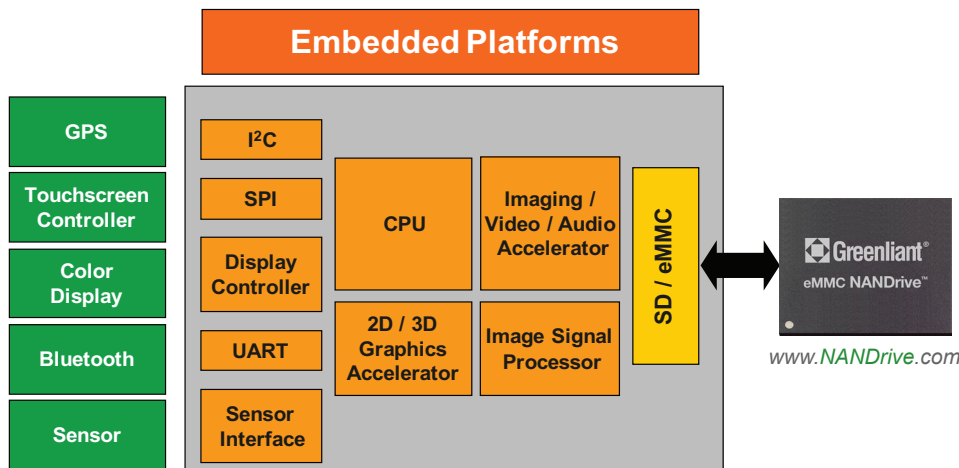 Embedded Platforms
GPS
Touchscreen
Controller
Color
Display
Bluetooth
Sensor
I²C
SPI
Display
Controller
UART
Sensor
Interface
CPU
2D / 3D
Graphics
Accelerator
Imaging /
Video / Audio
Accelerator
Image Signal
Processor
SD / eMMC
Greenliant®
eMMC NANDrive™
www.NANDrive.com